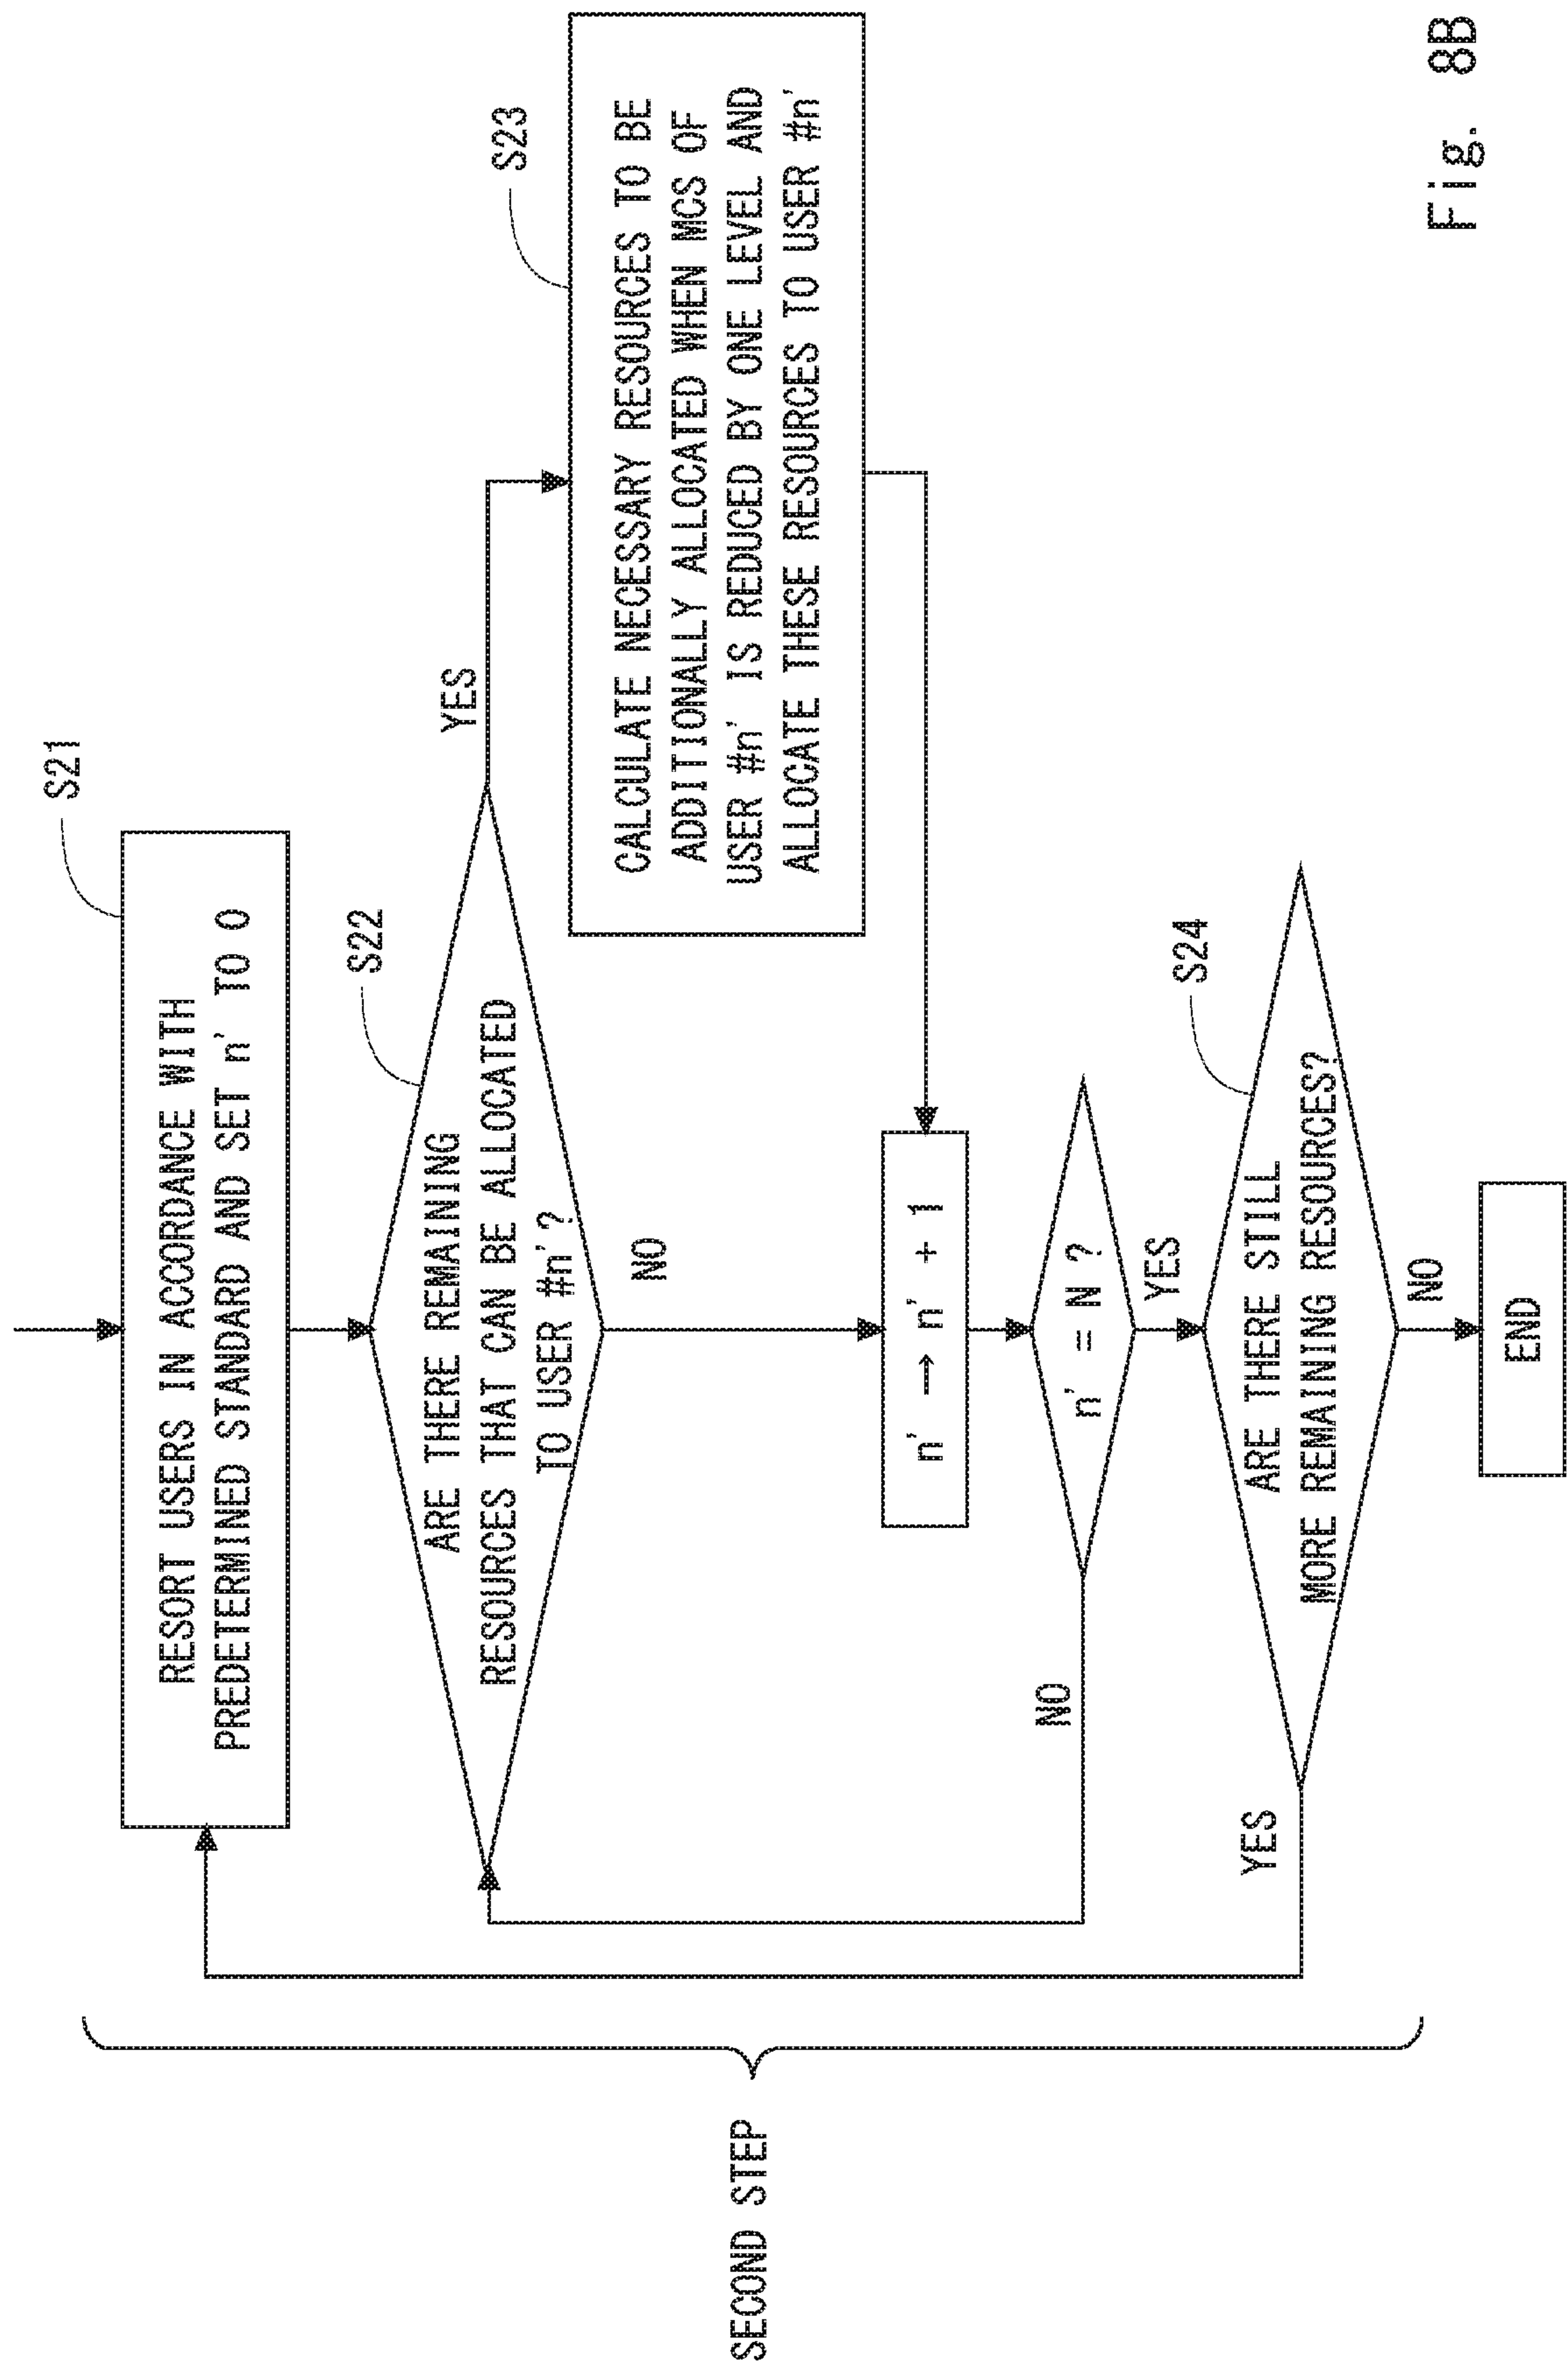 S21
RESORT USERS IN ACCORDANCE WITH
PREDETERMINED STANDARD AND SET n' TO 0
S22
ARE THERE REMAINING
RESOURCES THAT CAN BE ALLOCATED
TO USER #n'?
YES
NO
S23
CALCULATE NECESSARY RESOURCES TO BE
ADDITIONALLY ALLOCATED WHEN MCS OF
USER #n' IS REDUCED BY ONE LEVEL AND
ALLOCATE THESE RESOURCES TO USER #n'
n' → n' + 1
n' = N ?
NO
YES
S24
ARE THERE STILL
MORE REMAINING RESOURCES?
YES
NO
END
SECOND STEP
Fig. 8B